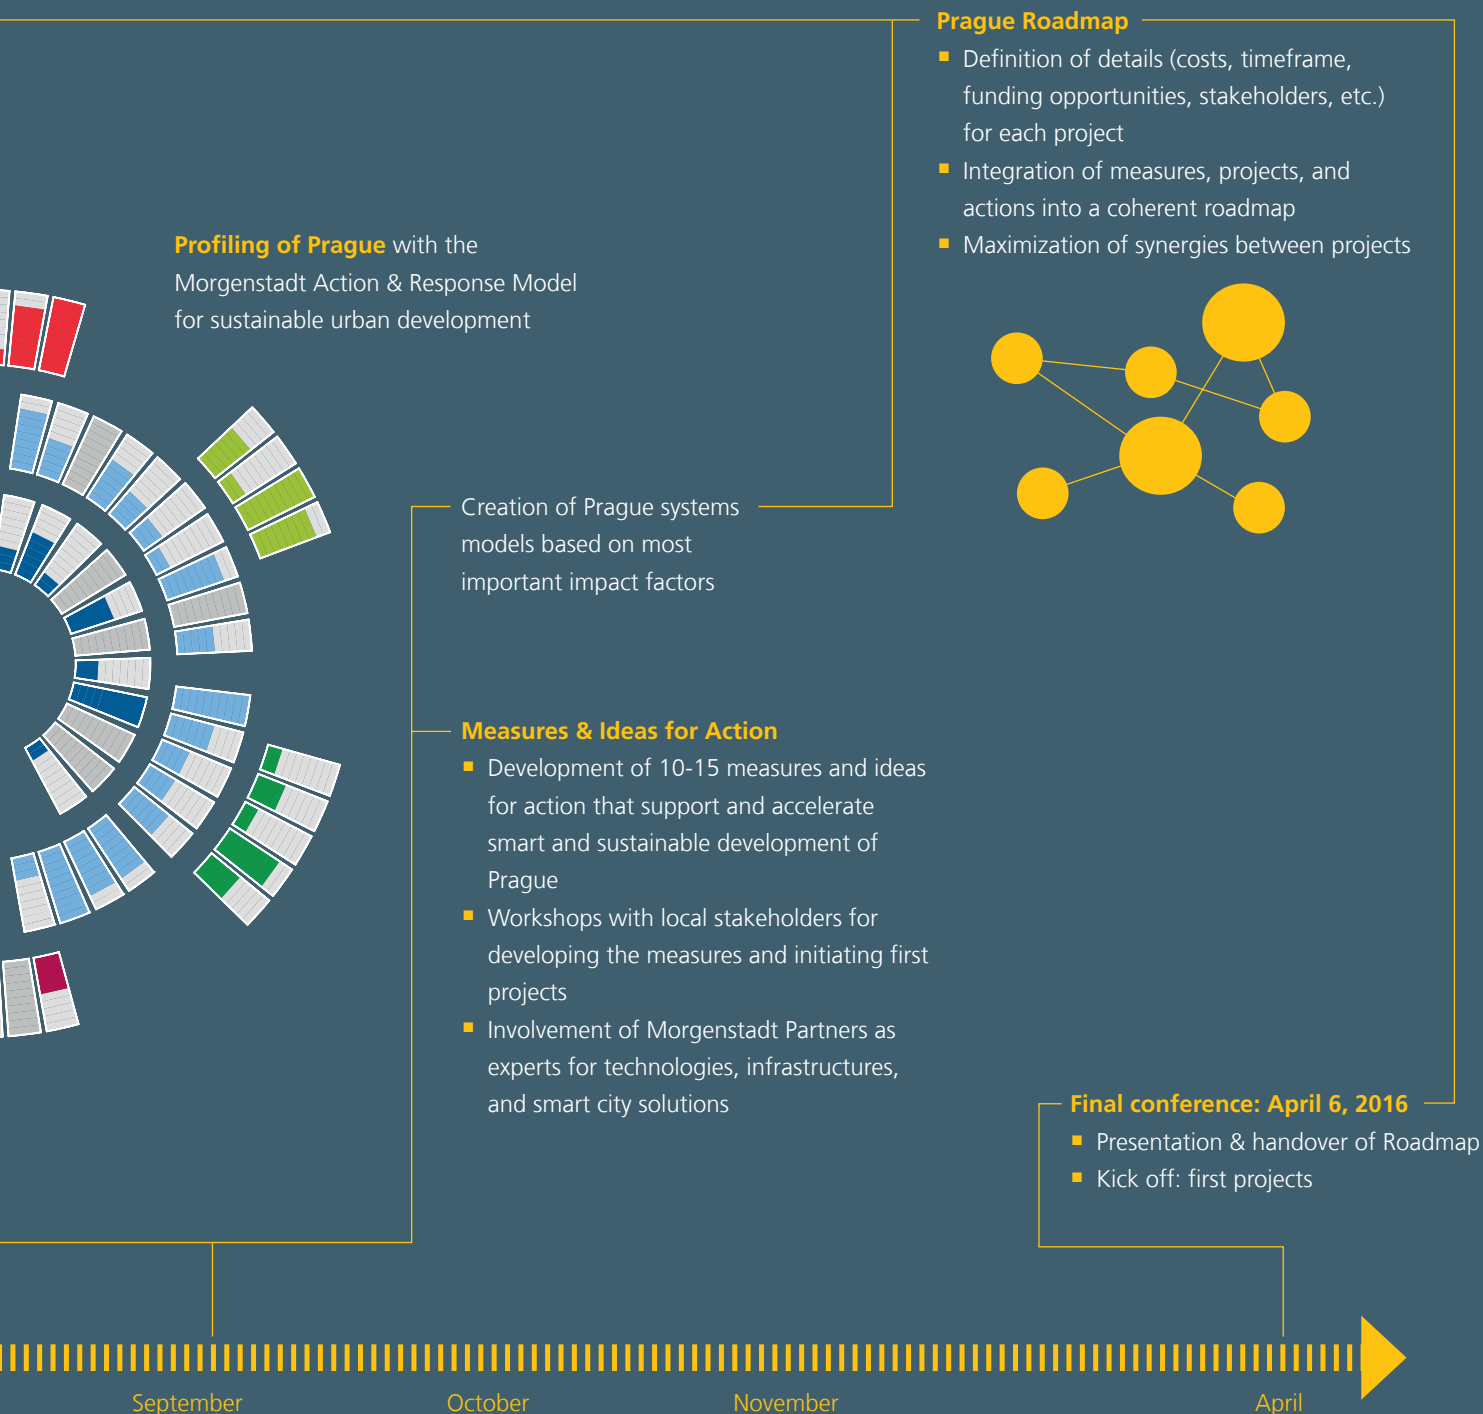 Profiling of Prague with the
Morgenstadt Action & Response Model
for sustainable urban development
Creation of Prague systems
models based on most
important impact factors
Measures & Ideas for Action
▪ Development of 10-15 measures and ideas
for action that support and accelerate
smart and sustainable development of
Prague
▪ Workshops with local stakeholders for
developing the measures and initiating first
projects
▪ Involvement of Morgenstadt Partners as
experts for technologies, infrastructures,
and smart city solutions
Prague Roadmap
▪ Definition of details (costs, timeframe,
funding opportunities, stakeholders, etc.)
for each project
▪ Integration of measures, projects, and
actions into a coherent roadmap
▪ Maximization of synergies between projects
Final conference: April 6, 2016
▪ Presentation & handover of Roadmap
▪ Kick off: first projects
September
October
November
April